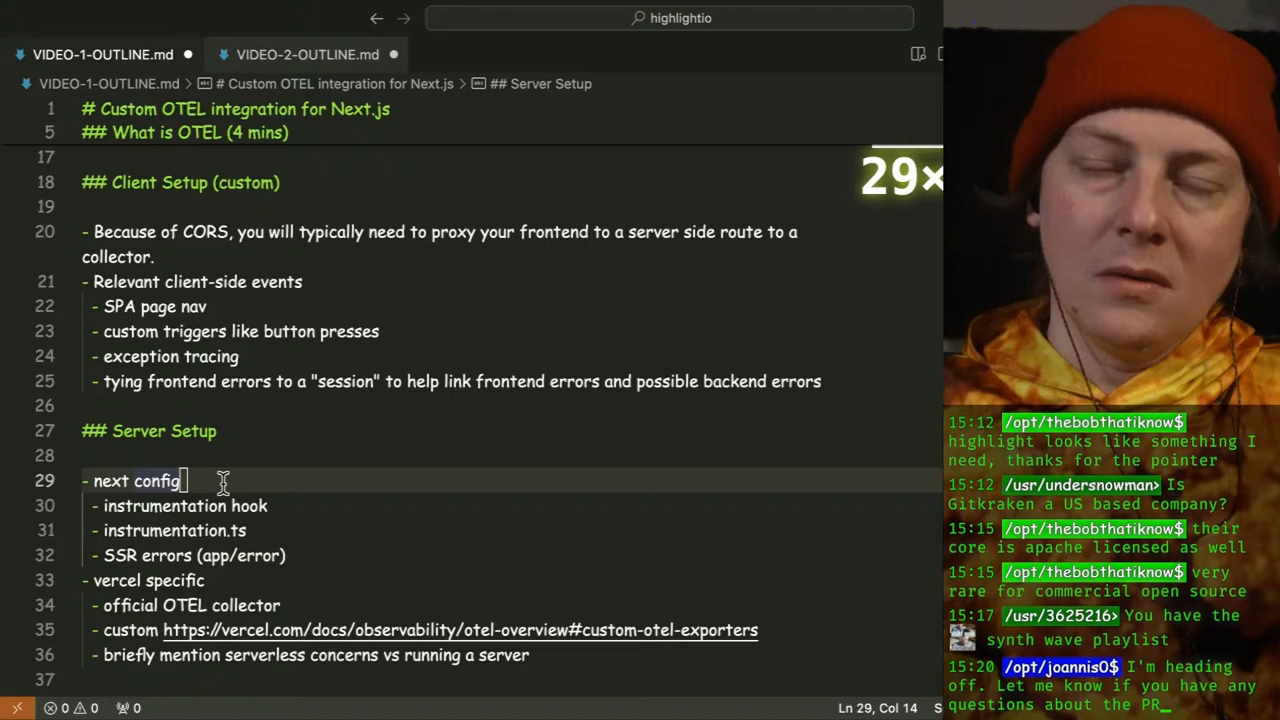 highlightio
VIDEO-1-OUTLINE.md
VIDEO-2-OUTLINE.md
VIDEO-1-OUTLINE.md > # Custom OTEL integration for Next.js > ## Server Setup
1 # Custom OTEL integration for Next.js
5 ## What is OTEL (4 mins)
17
18 ## Client Setup (custom)
19
20 - Because of CORS, you will typically need to proxy your frontend to a server side route to a
collector.
21 - Relevant client-side events
22 - SPA page nav
23 - custom triggers like button presses
24 - exception tracing
25 - tying frontend errors to a "session" to help link frontend errors and possible backend errors
26
27 ## Server Setup
28
29 - next config
30 - instrumentation hook
31 - instrumentation.ts
32 - SSR errors (app/error)
33 - vercel specific
34 - official OTEL collector
35 - custom https://vercel.com/docs/observability/otel-overview#custom-otel-exporters
36 - briefly mention serverless concerns vs running a server
37
0 0 0 Ln 29, Col 14 S
29×
15:12 /opt/thebobthatiknow$
highlight looks like something I
need, thanks for the pointer
15:12 /usr/undersnowman> Is
Gitkraken a US based company?
15:15 /opt/thebobthatiknow$ their
core is apache licensed as well
15:15 /opt/thebobthatiknow$ very
rare for commercial open source
15:17 /usr/3625216> You have the
synth wave playlist
15:20 /opt/joannis0$ I'm heading
off. Let me know if you have any
questions about the PR_